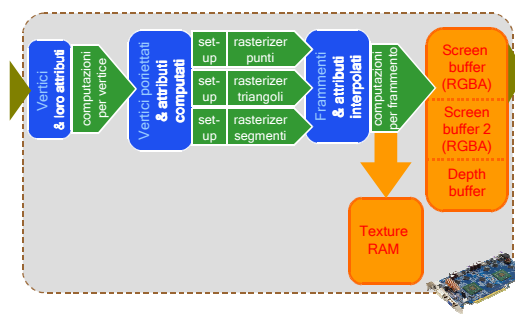 Vertici
& loro attributi
computazioni
per vertice
Vertici poriettati
& attributi
computati
set-
up
rasterizer
punti
set-
up
rasterizer
triangoli
set-
up
rasterizer
segmenti
Frammenti
& attributi
interpolati
computazioni
per frammento
Screen
buffer
(RGBA)
Screen
buffer 2
(RGBA)
Depth
buffer
Texture
RAM